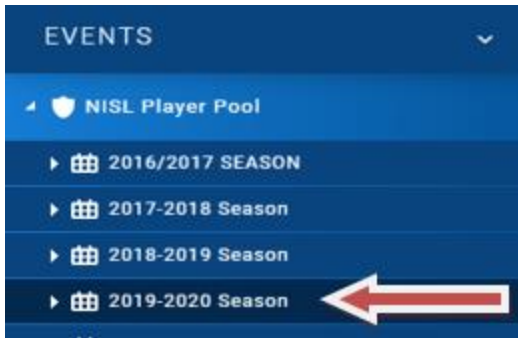 EVENTS
NISL Player Pool
2016/2017 SEASON
2017-2018 Season
2018-2019 Season
2019-2020 Season